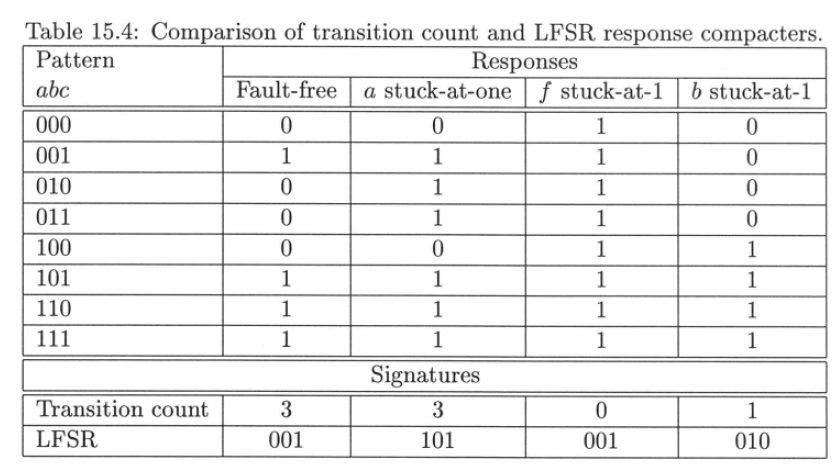 Table 15.4: Comparison of transition count and LFSR response compacters.
Pattern Responses
abc Fault-free a stuck-at-one f stuck-at-1 b stuck-at-1
000 0 0 1 0
001 1 1 1 0
010 0 1 1 0
011 0 1 1 0
100 0 0 1 1
101 1 1 1 1
110 1 1 1 1
111 1 1 1 1
Signatures
Transition count 3 3 0 1
LFSR 001 101 001 010